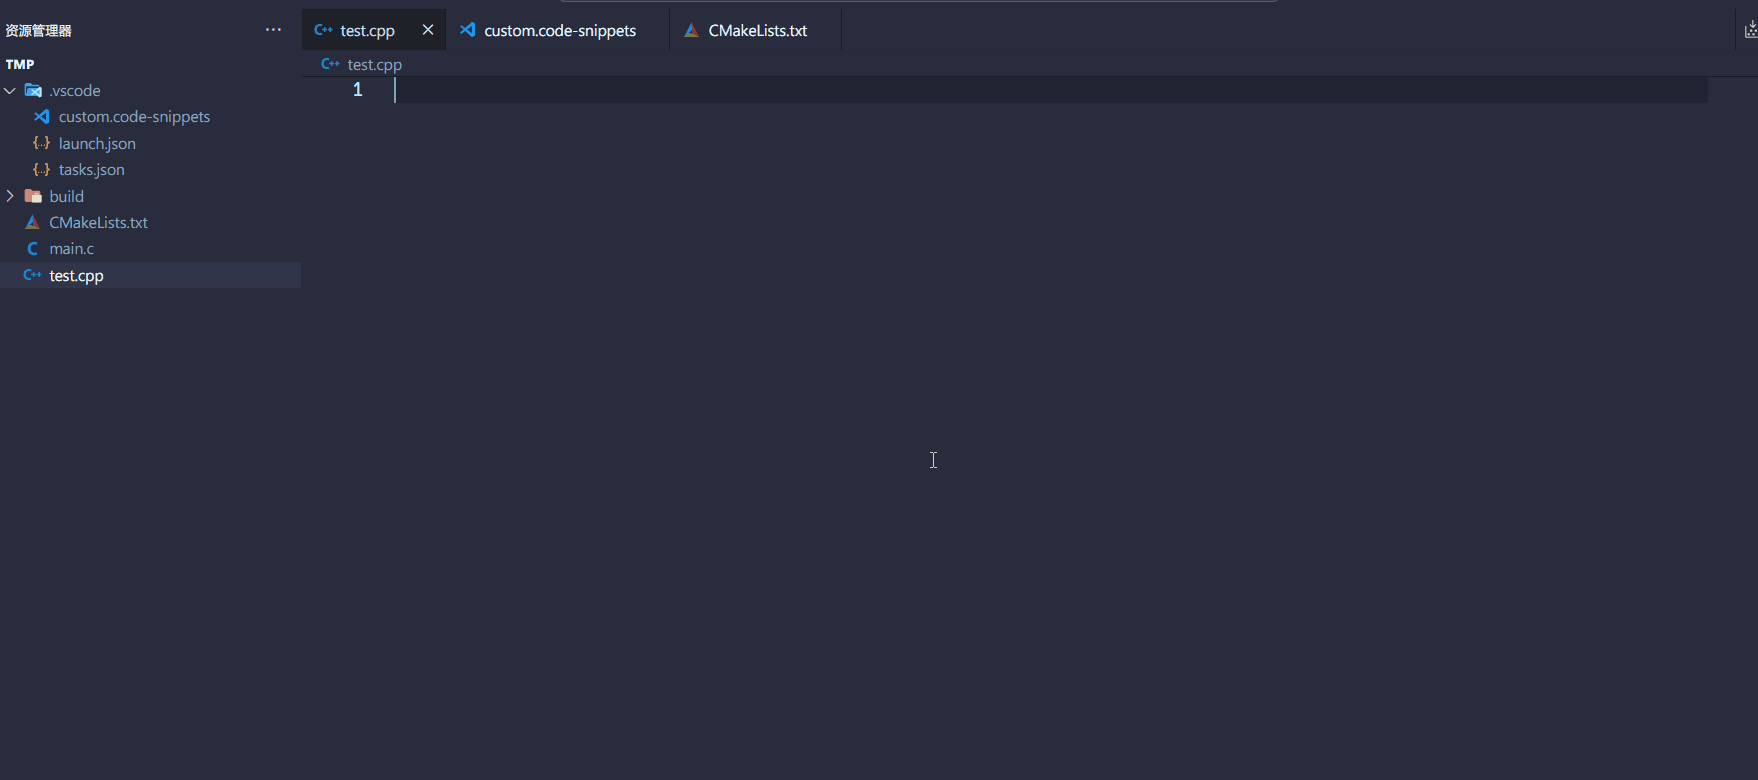 资源管理器 ···
TMP
.vscode
custom.code-snippets
{..} launch.json
{..} tasks.json
build
CMakeLists.txt
C main.c
C++ test.cpp
C++ test.cpp
custom.code-snippets
CMakeLists.txt
C++ test.cpp
1